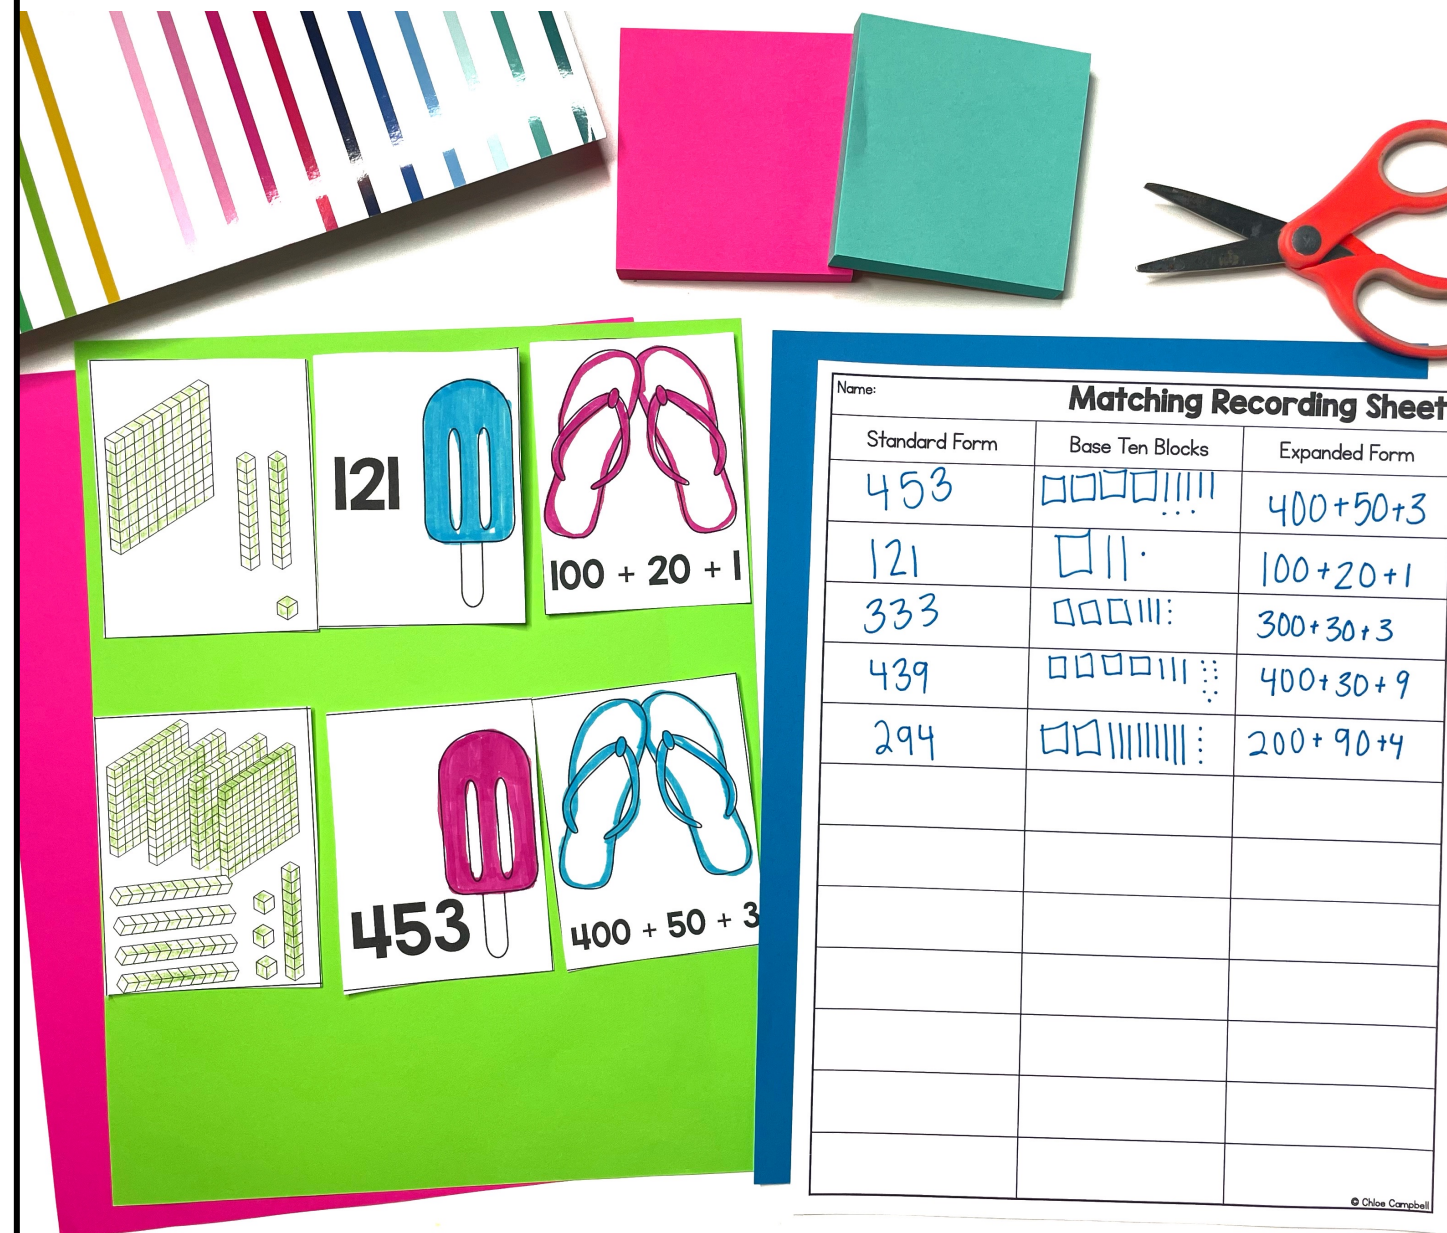 121
100 + 20 + 1
453
400 + 50 + 3
Name:
Matching Recording Sheet
Standard Form Base Ten Blocks Expanded Form
453 400+50+3
121 100+20+1
333 300+30+3
439 400+30+9
294 200+90+4
© Chloe Campbell